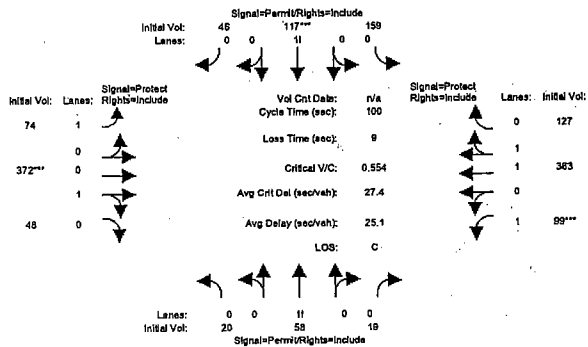 Signal=Permit/Rights=Include
Initial Vol: 46 117*** 159
Lanes: 0 0 1! 0 0
Signal=Protect
Rights=Include
Initial Vol: Lanes:
74 1
0
372*** 0
1
48 0
Vol Cnt Date: n/a
Cycle Time (sec): 100
Loss Time (sec): 9
Critical V/C: 0.554
Avg Crit Del (sec/veh): 27.4
Avg Delay (sec/veh): 25.1
LOS: C
Signal=Protect
Rights=Include
Lanes: Initial Vol:
0 127
1
1 363
0
1 99***
Lanes: 0 0 1! 0 0
Initial Vol: 20 58 19
Signal=Permit/Rights=Include